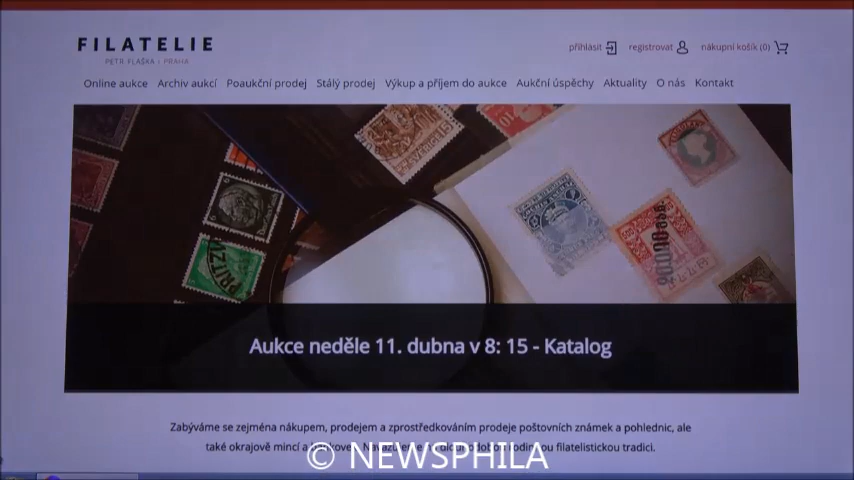 FILATELIE
PETR FLAŠKA • PRAHA
přihlásit registrovat nákupní košík (0)
Online aukce Archiv aukcí Poaukční prodej Stálý prodej Výkup a příjem do aukce Aukční úspěchy Aktuality O nás Kontakt
Aukce neděle 11. dubna v 8: 15 - Katalog
Zabýváme se zejména nákupem, prodejem a zprostředkováním prodeje poštovních známek a pohlednic, ale
také okrajově mincí a filatelistickou tradicí.
© NEWSPHILA